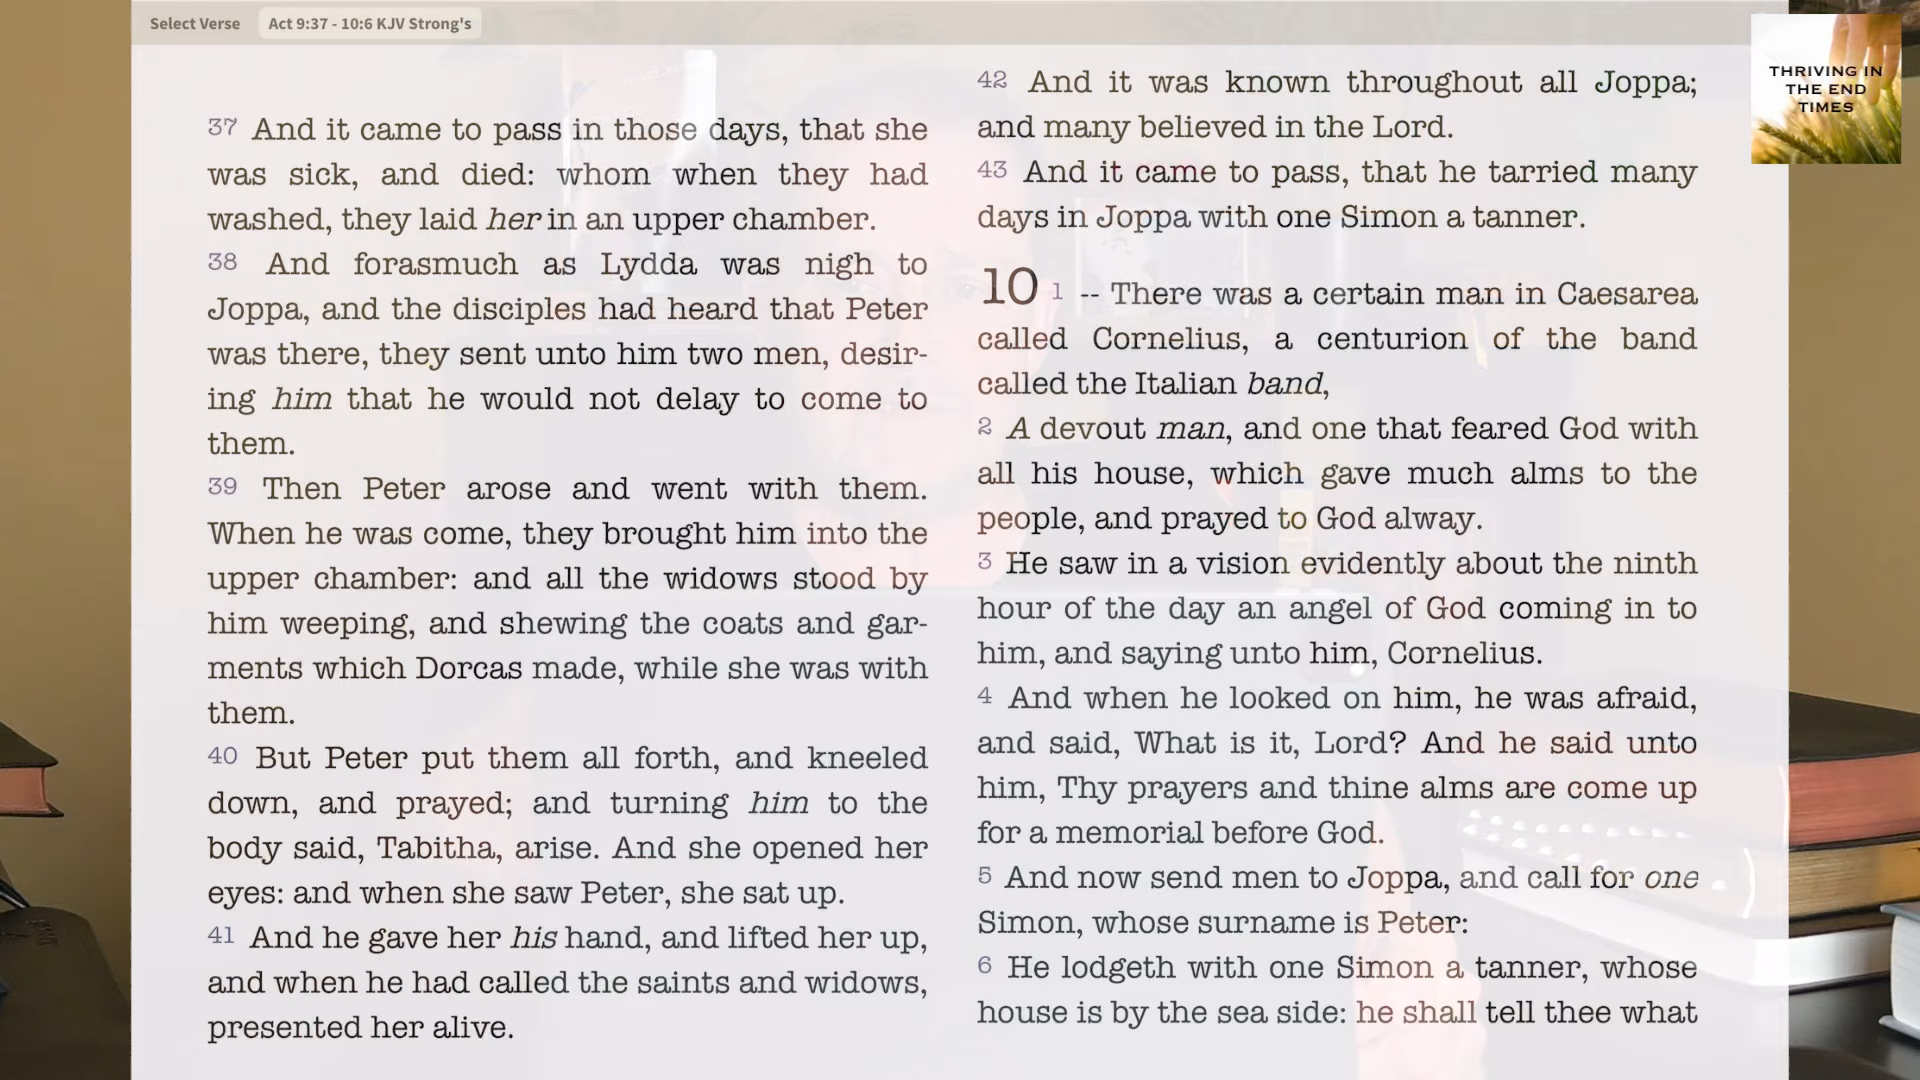 Select Verse
Act 9:37 - 10:6 KJV Strong's
THRIVING IN
THE END
TIMES
37 And it came to pass in those days, that she
was sick, and died: whom when they had
washed, they laid her in an upper chamber.
38 And forasmuch as Lydda was nigh to
Joppa, and the disciples had heard that Peter
was there, they sent unto him two men, desir-
ing him that he would not delay to come to
them.
39 Then Peter arose and went with them.
When he was come, they brought him into the
upper chamber: and all the widows stood by
him weeping, and shewing the coats and gar-
ments which Dorcas made, while she was with
them.
40 But Peter put them all forth, and kneeled
down, and prayed; and turning him to the
body said, Tabitha, arise. And she opened her
eyes: and when she saw Peter, she sat up.
41 And he gave her his hand, and lifted her up,
and when he had called the saints and widows,
presented her alive.
42 And it was known throughout all Joppa;
and many believed in the Lord.
43 And it came to pass, that he tarried many
days in Joppa with one Simon a tanner.
10 1 -- There was a certain man in Caesarea
called Cornelius, a centurion of the band
called the Italian band,
2 A devout man, and one that feared God with
all his house, which gave much alms to the
people, and prayed to God alway.
3 He saw in a vision evidently about the ninth
hour of the day an angel of God coming in to
him, and saying unto him, Cornelius.
4 And when he looked on him, he was afraid,
and said, What is it, Lord? And he said unto
him, Thy prayers and thine alms are come up
for a memorial before God.
5 And now send men to Joppa, and call for one
Simon, whose surname is Peter:
6 He lodgeth with one Simon a tanner, whose
house is by the sea side: he shall tell thee what